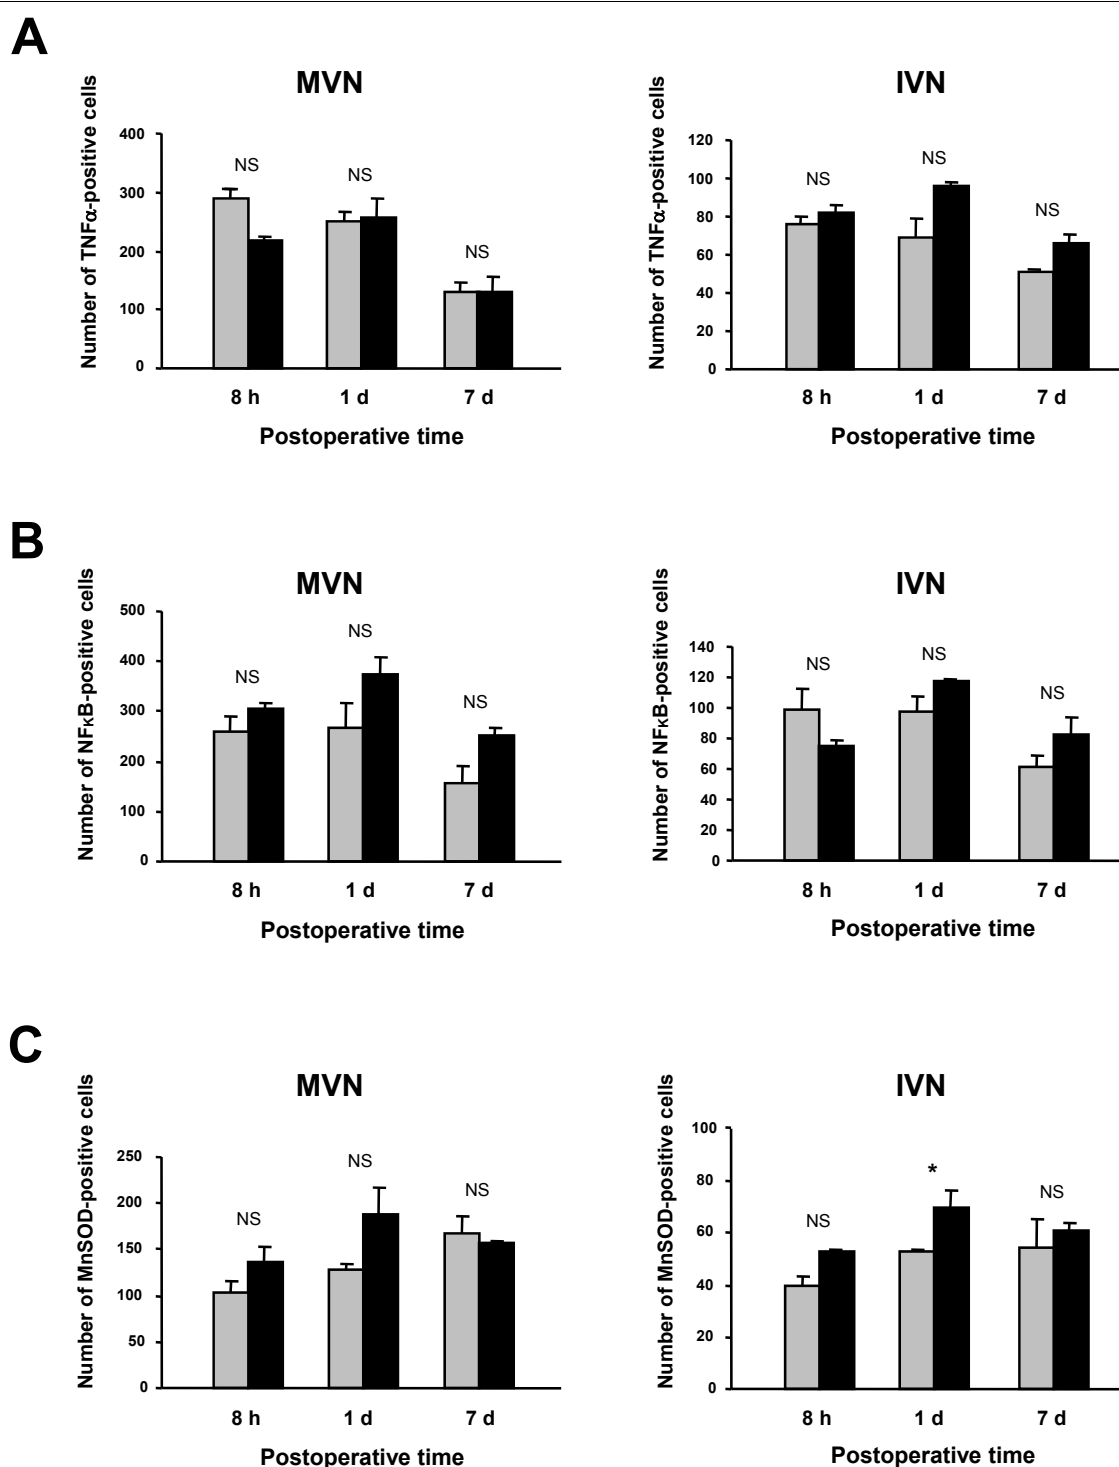 A
MVN
Number of TNFα-positive cells
400
300
200
100
0
NS
NS
NS
8 h
1 d
7 d
Postoperative time
IVN
Number of TNFα-positive cells
120
100
80
60
40
20
0
NS
NS
NS
8 h
1 d
7 d
Postoperative time
B
MVN
Number of NFκB-positive cells
500
400
300
200
100
0
NS
NS
NS
8 h
1 d
7 d
Postoperative time
IVN
Number of NFκB-positive cells
140
120
100
80
60
40
20
0
NS
NS
NS
8 h
1 d
7 d
Postoperative time
C
MVN
Number of MnSOD-positive cells
250
200
150
100
50
0
NS
NS
NS
8 h
1 d
7 d
Postoperative time
IVN
Number of MnSOD-positive cells
100
80
60
40
20
0
NS
*
NS
8 h
1 d
7 d
Postoperative time